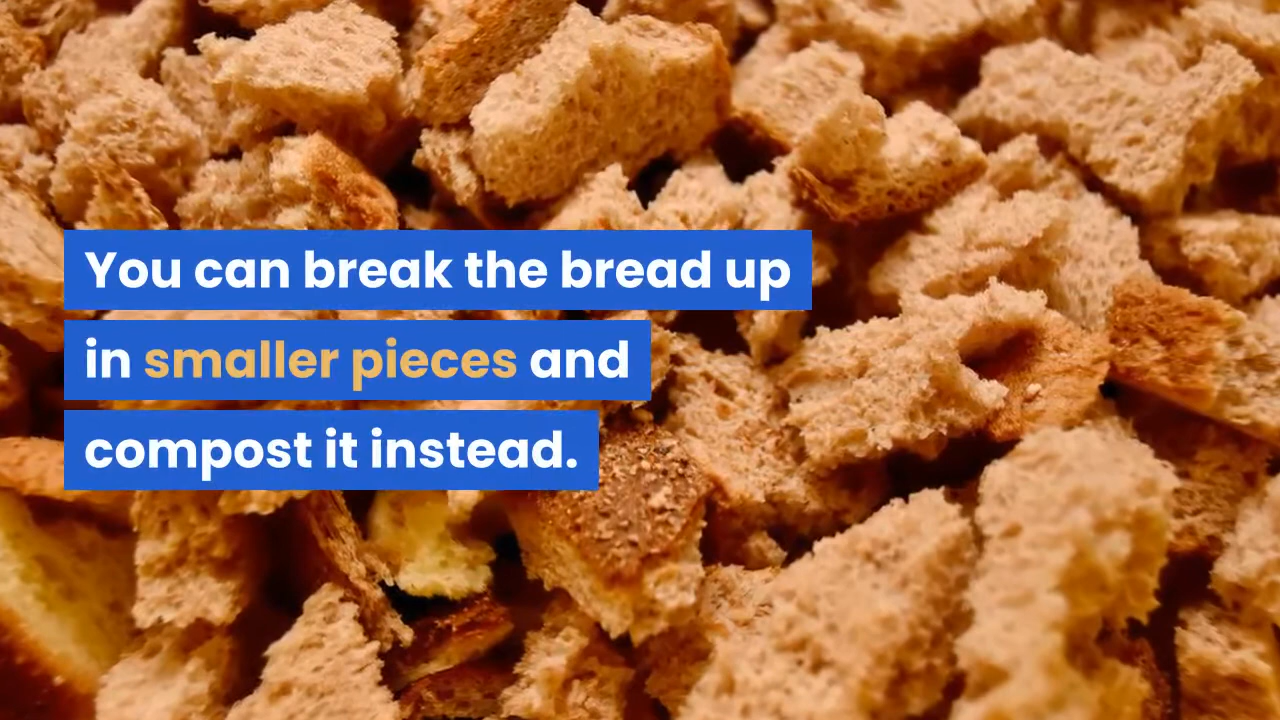 You can break the bread up
in smaller pieces and
compost it instead.